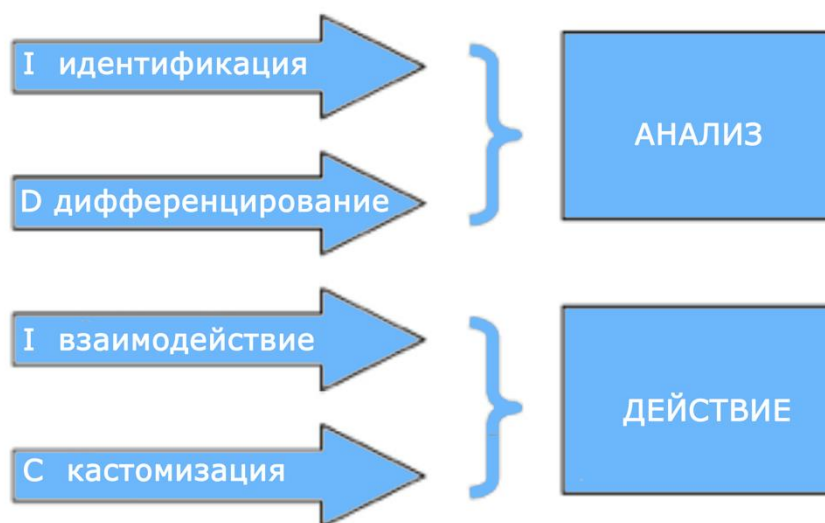 I идентификация
D дифференцирование
АНАЛИЗ
I взаимодействие
C кастомизация
ДЕЙСТВИЕ